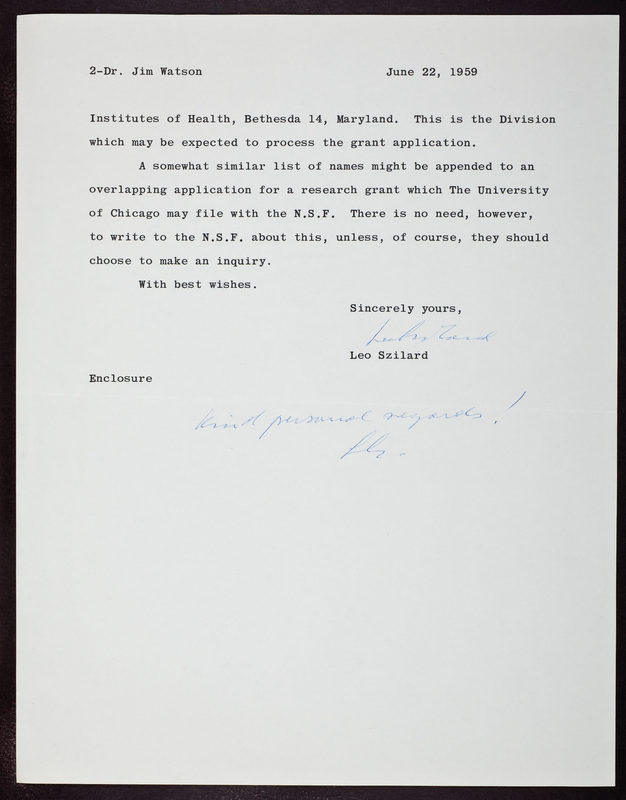 2-Dr. Jim Watson June 22, 1959
Institutes of Health, Bethesda 14, Maryland. This is the Division
which may be expected to process the grant application.
A somewhat similar list of names might be appended to an
overlapping application for a research grant which The University
of Chicago may file with the N.S.F. There is no need, however,
to write to the N.S.F. about this, unless, of course, they should
choose to make an inquiry.
With best wishes.
Sincerely yours,
Leo Szilard
Leo Szilard
Enclosure
Kind personal regards!